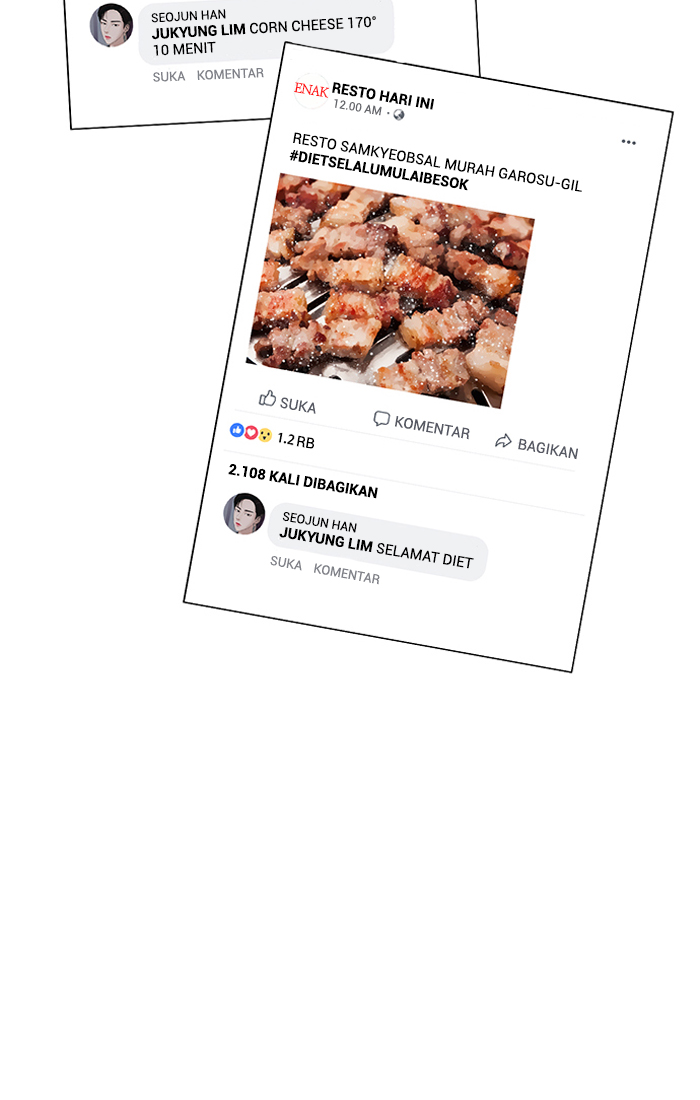 SEOJUN HAN
JUKYUNG LIM CORN CHEESE 170°
10 MENIT
SUKA KOMENTAR
ENAK
RESTO HARI INI
12.00 AM ·
RESTO SAMKYEOBSAL MURAH GAROSU-GIL
#DIETSELALUMULAIBESOK
SUKA KOMENTAR BAGIKAN
1.2RB
2.108 KALI DIBAGIKAN
SEOJUN HAN
JUKYUNG LIM SELAMAT DIET
SUKA KOMENTAR